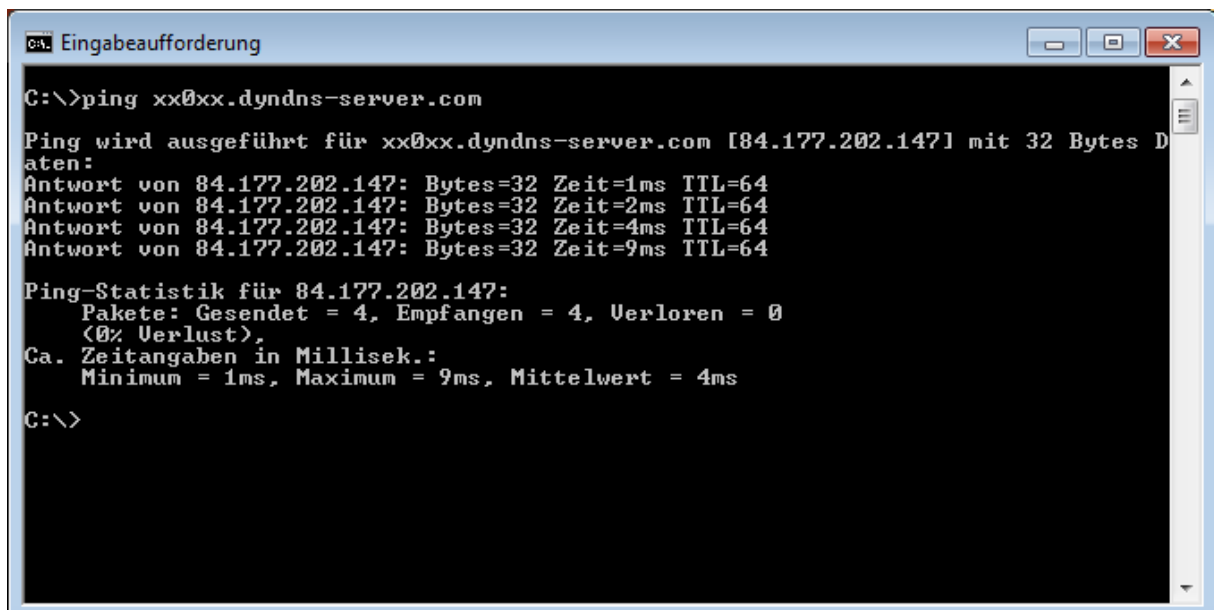 Eingabeaufforderung
C:\>ping xx0xx.dyndns-server.com
Ping wird ausgeführt für xx0xx.dyndns-server.com [84.177.202.147] mit 32 Bytes D
aten:
Antwort von 84.177.202.147: Bytes=32 Zeit=1ms TTL=64
Antwort von 84.177.202.147: Bytes=32 Zeit=2ms TTL=64
Antwort von 84.177.202.147: Bytes=32 Zeit=4ms TTL=64
Antwort von 84.177.202.147: Bytes=32 Zeit=9ms TTL=64
Ping-Statistik für 84.177.202.147:
    Pakete: Gesendet = 4, Empfangen = 4, Verloren = 0
    (0% Verlust),
Ca. Zeitangaben in Millisek.:
    Minimum = 1ms, Maximum = 9ms, Mittelwert = 4ms
C:\>